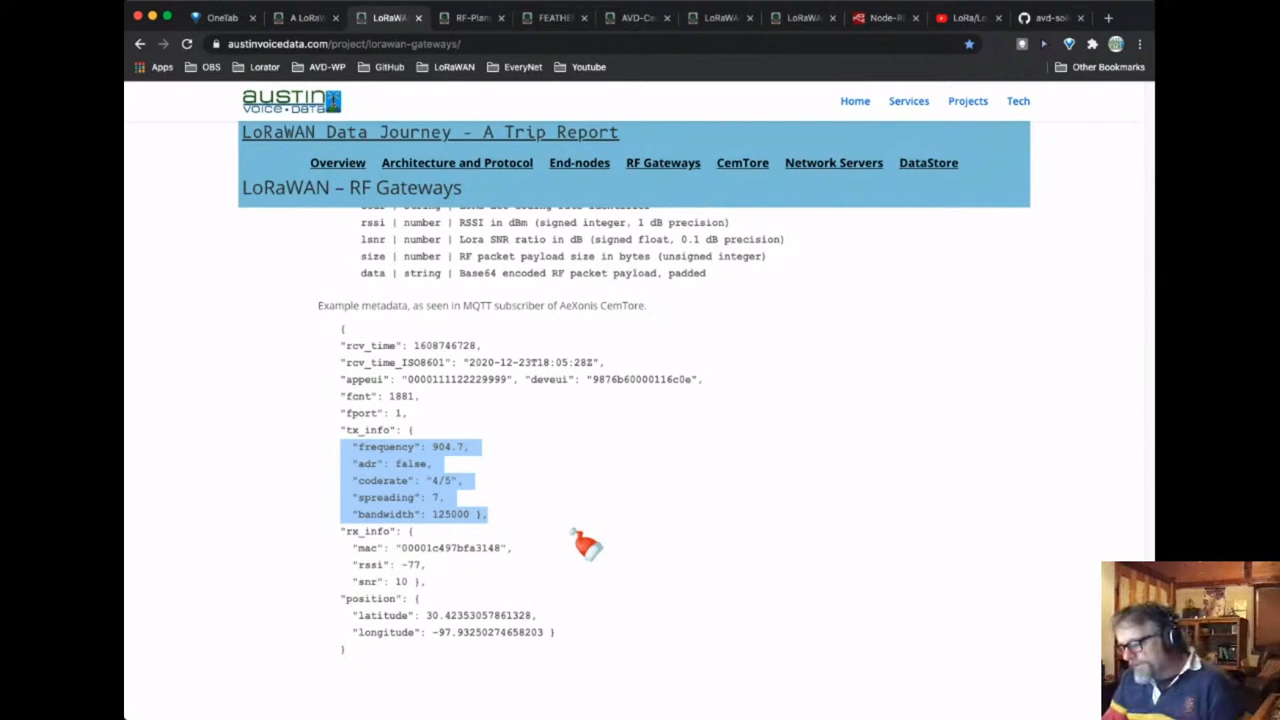 OneTab
A LoRaW
LoRaWAN
RF-Plan
FEATHE
AVD-Ce
LoRaWA
LoRaWA
Node-RE
LoRa/Lo
avd-soil
austinvoicedata.com/project/lorawan-gateways/
Apps
OBS
Lorator
AVD-WP
GitHub
LoRaWAN
EveryNet
Youtube
Other Bookmarks
AUSTIN
VOICE • DATA
Home
Services
Projects
Tech
LoRaWAN Data Journey - A Trip Report
Overview
Architecture and Protocol
End-nodes
RF Gateways
CemTore
Network Servers
DataStore
LoRaWAN – RF Gateways
rssi | number | RSSI in dBm (signed integer, 1 dB precision)
lsnr | number | Lora SNR ratio in dB (signed float, 0.1 dB precision)
size | number | RF packet payload size in bytes (unsigned integer)
data | string | Base64 encoded RF packet payload, padded
Example metadata, as seen in MQTT subscriber of AeXonis CemTore.
{
"rcv_time": 1608746728,
"rcv_time_ISO8601": "2020-12-23T18:05:28Z",
"appeui": "0000111122229999", "deveui": "9876b60000116c0e",
"fcnt": 1881,
"fport": 1,
"tx_info": {
"frequency": 904.7,
"adr": false,
"coderate": "4/5",
"spreading": 7,
"bandwidth": 125000 },
"rx_info": {
"mac": "00001c497bfa3148",
"rssi": -77,
"snr": 10 },
"position": {
"latitude": 30.42353057861328,
"longitude": -97.93250274658203 }
}